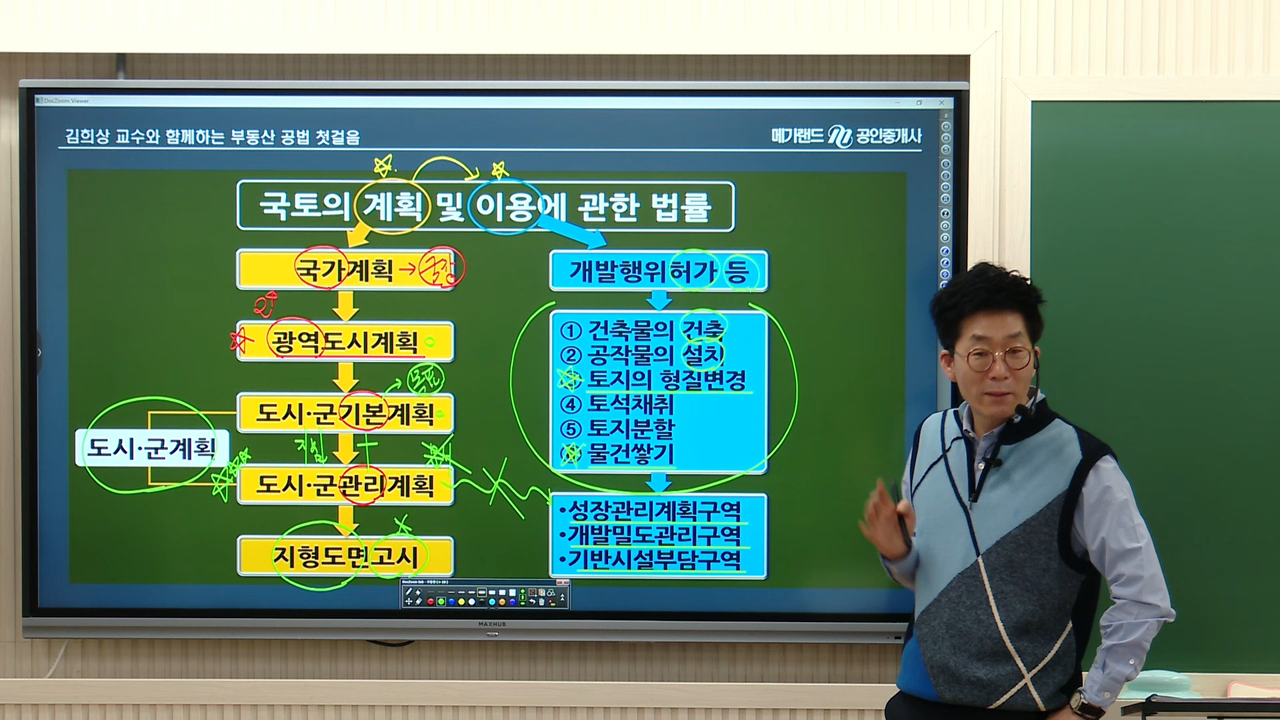 DocZoom Viewer
김희상 교수와 함께하는 부동산 공법 첫걸음
메가랜드 공인중개사
국토의 계획 및 이용에 관한 법률
국가계획
개발행위허가 등
광역도시계획
도시·군기본계획
도시·군계획
도시·군관리계획
지형도면고시
① 건축물의 건축
② 공작물의 설치
토지의 형질변경
④ 토석채취
⑤ 토지분할
물건쌓기
•성장관리계획구역
•개발밀도관리구역
•기반시설부담구역
MAXHUB